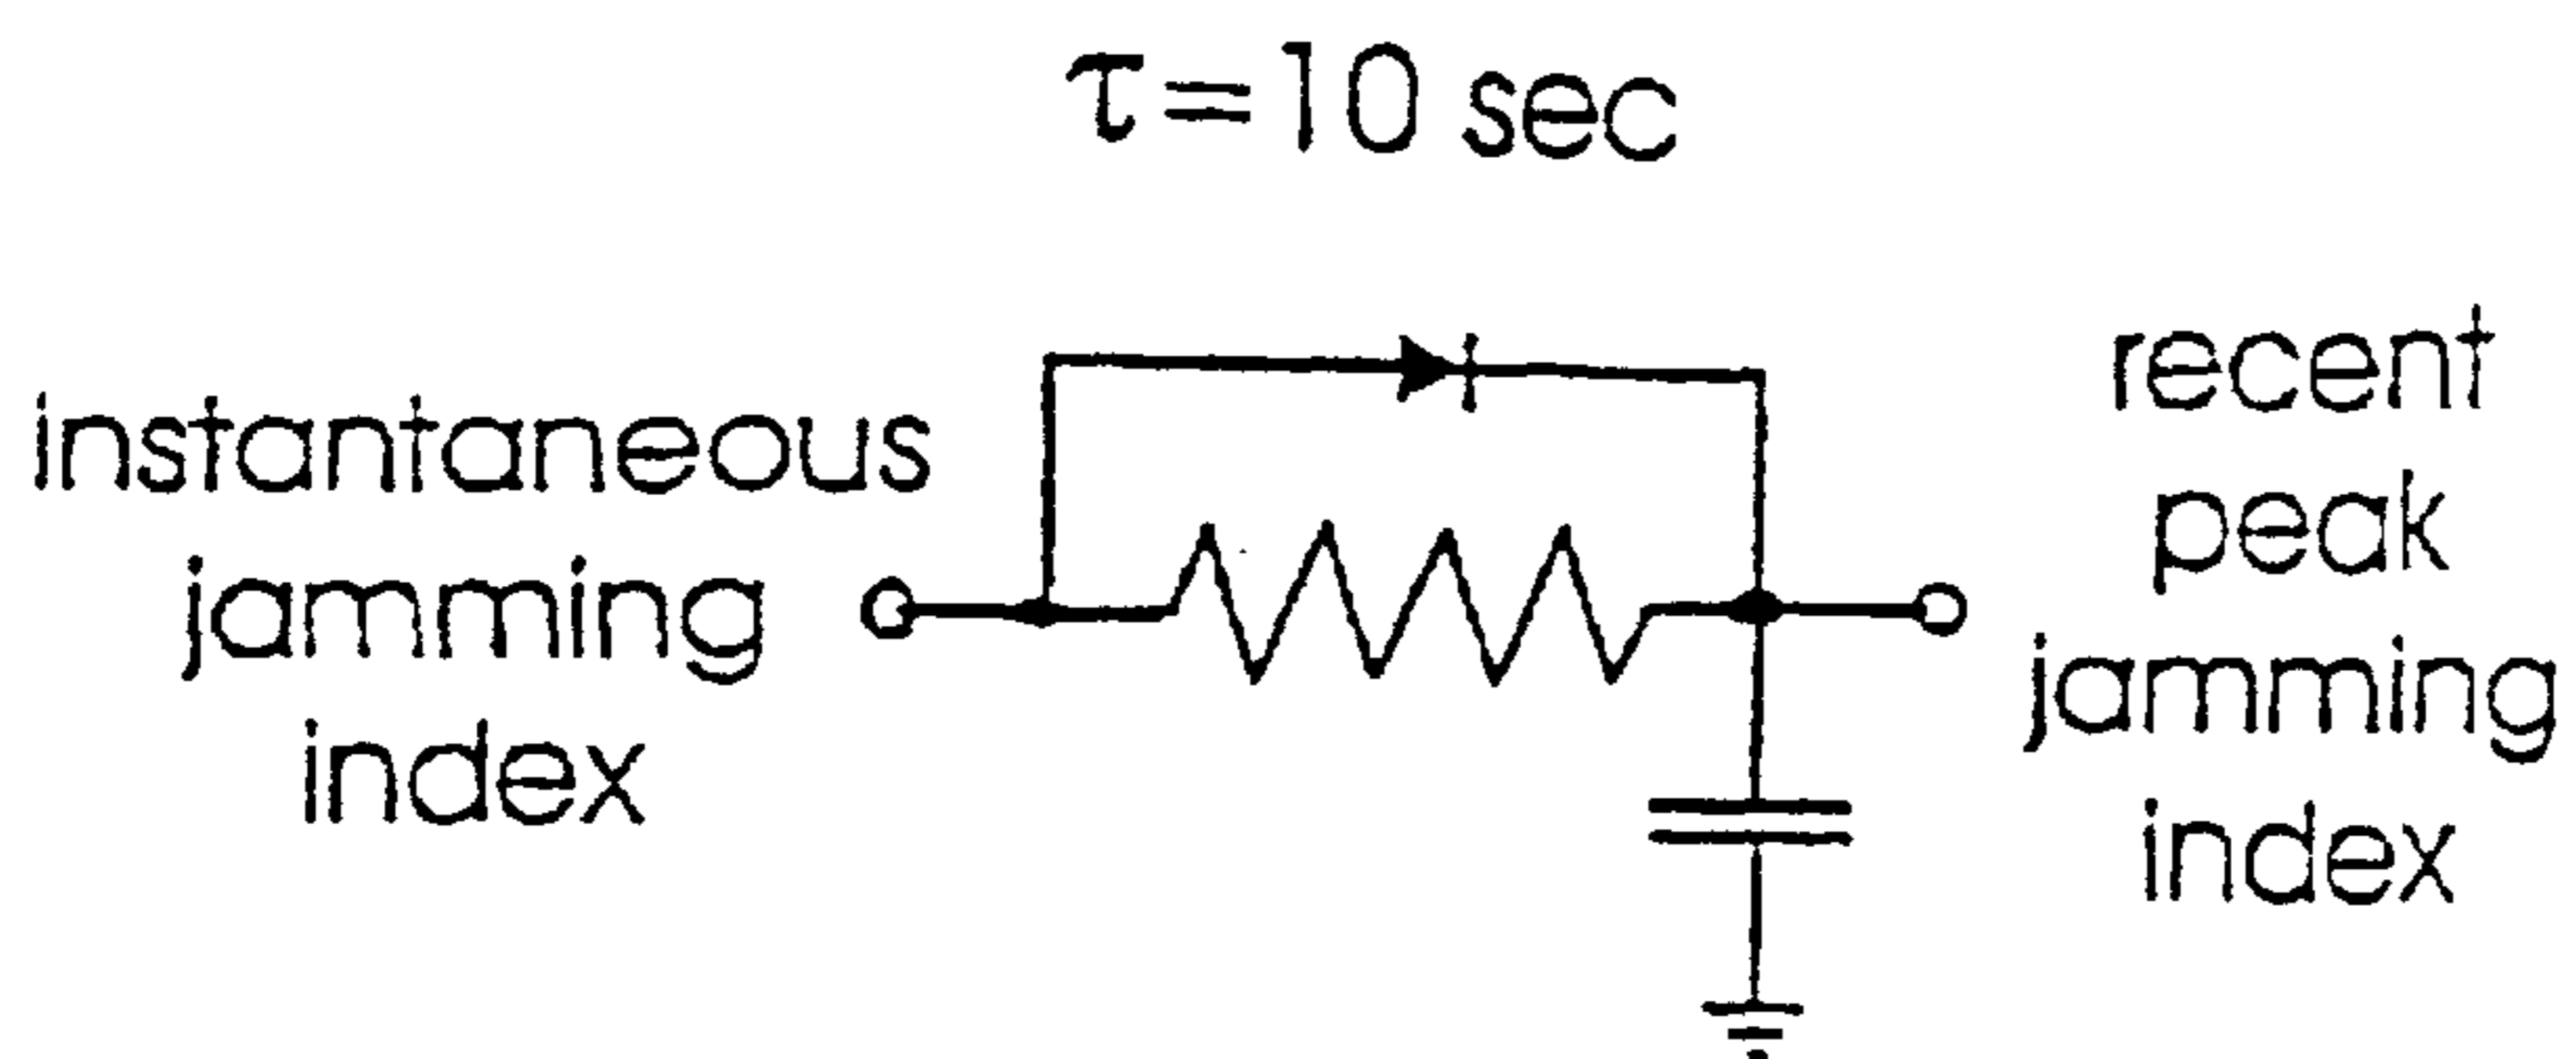 τ=10 sec
instantaneous
jamming
index
recent
peak
jamming
index